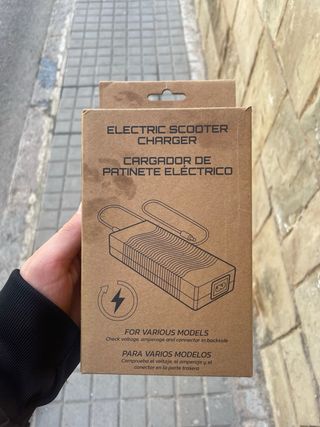 ELECTRIC SCOOTER
CHARGER
CARGADOR DE
PATINETE ELÉCTRICO
FOR VARIOUS MODELS
Check voltage, amperage and connector in backside
PARA VARIOS MODELOS
Comprueba el voltaje, el amperaje y el
conector en la parte trasera